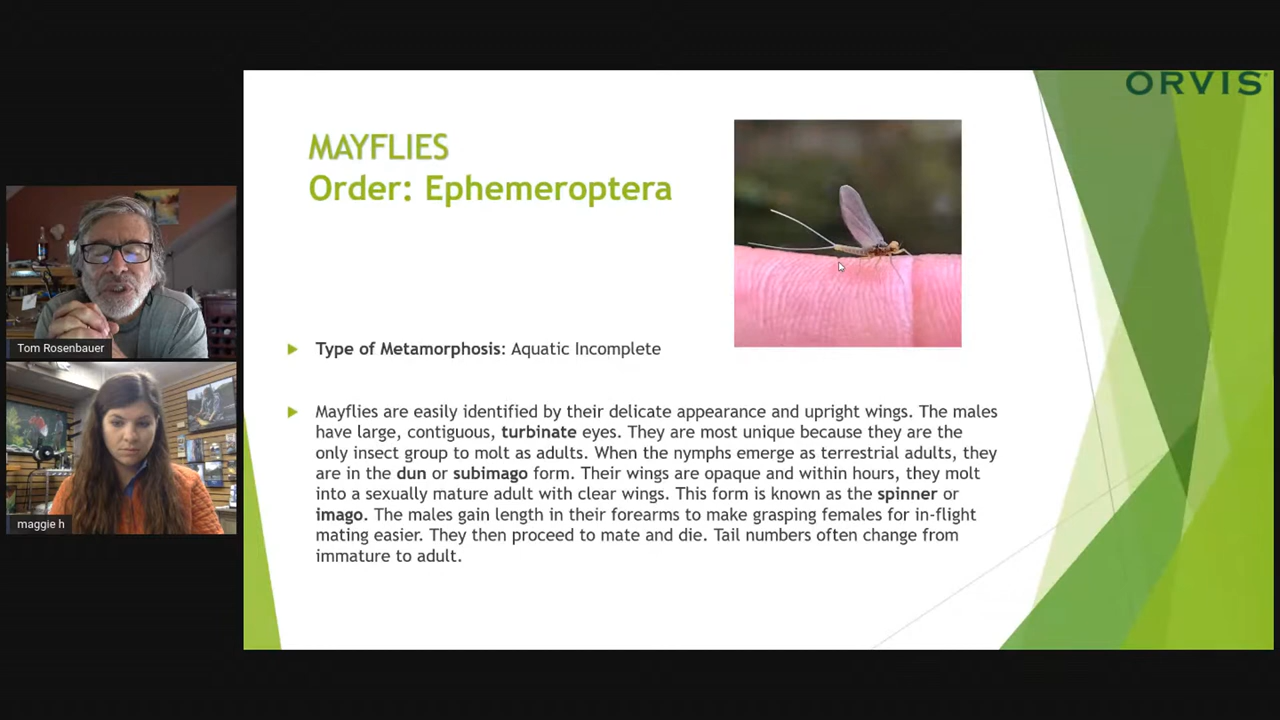 ORVIS
MAYFLIES
Order: Ephemeroptera
Type of Metamorphosis: Aquatic Incomplete
Mayflies are easily identified by their delicate appearance and upright wings. The males
have large, contiguous, turbinate eyes. They are most unique because they are the
only insect group to molt as adults. When the nymphs emerge as terrestrial adults, they
are in the dun or subimago form. Their wings are opaque and within hours, they molt
into a sexually mature adult with clear wings. This form is known as the spinner or
imago. The males gain length in their forearms to make grasping females for in-flight
mating easier. They then proceed to mate and die. Tail numbers often change from
immature to adult.
Tom Rosenbauer
maggie h